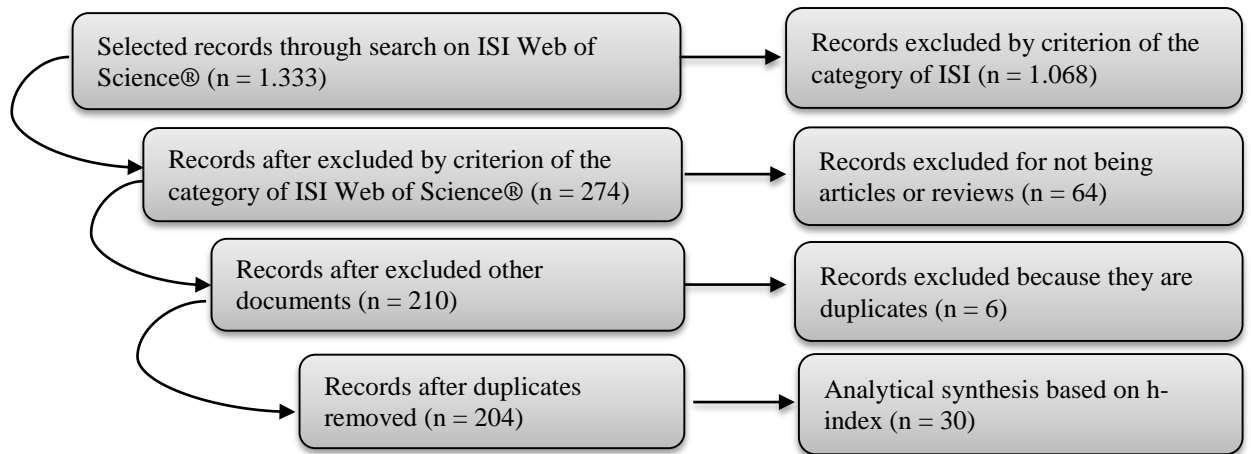 Selected records through search on ISI Web of
Science® (n = 1.333)
Records excluded by criterion of the
category of ISI (n = 1.068)
Records after excluded by criterion of the
category of ISI Web of Science® (n = 274)
Records excluded for not being
articles or reviews (n = 64)
Records after excluded other
documents (n = 210)
Records excluded because they are
duplicates (n = 6)
Records after duplicates
removed (n = 204)
Analytical synthesis based on h-
index (n = 30)